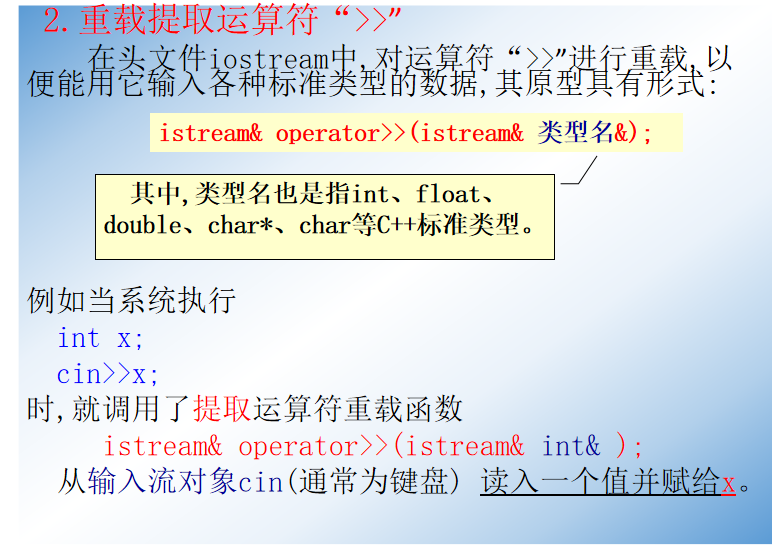 2.重载提取运算符“>>”
在头文件iostream中,对运算符“>>”进行重载,以
便能用它输入各种标准类型的数据,其原型具有形式:
istream& operator>>(istream& 类型名&);
其中,类型名也是指int、float、
double、char*、char等C++标准类型。
例如当系统执行
int x;
cin>>x;
时,就调用了提取运算符重载函数
istream& operator>>(istream& int& );
从输入流对象cin(通常为键盘) 读入一个值并赋给x。